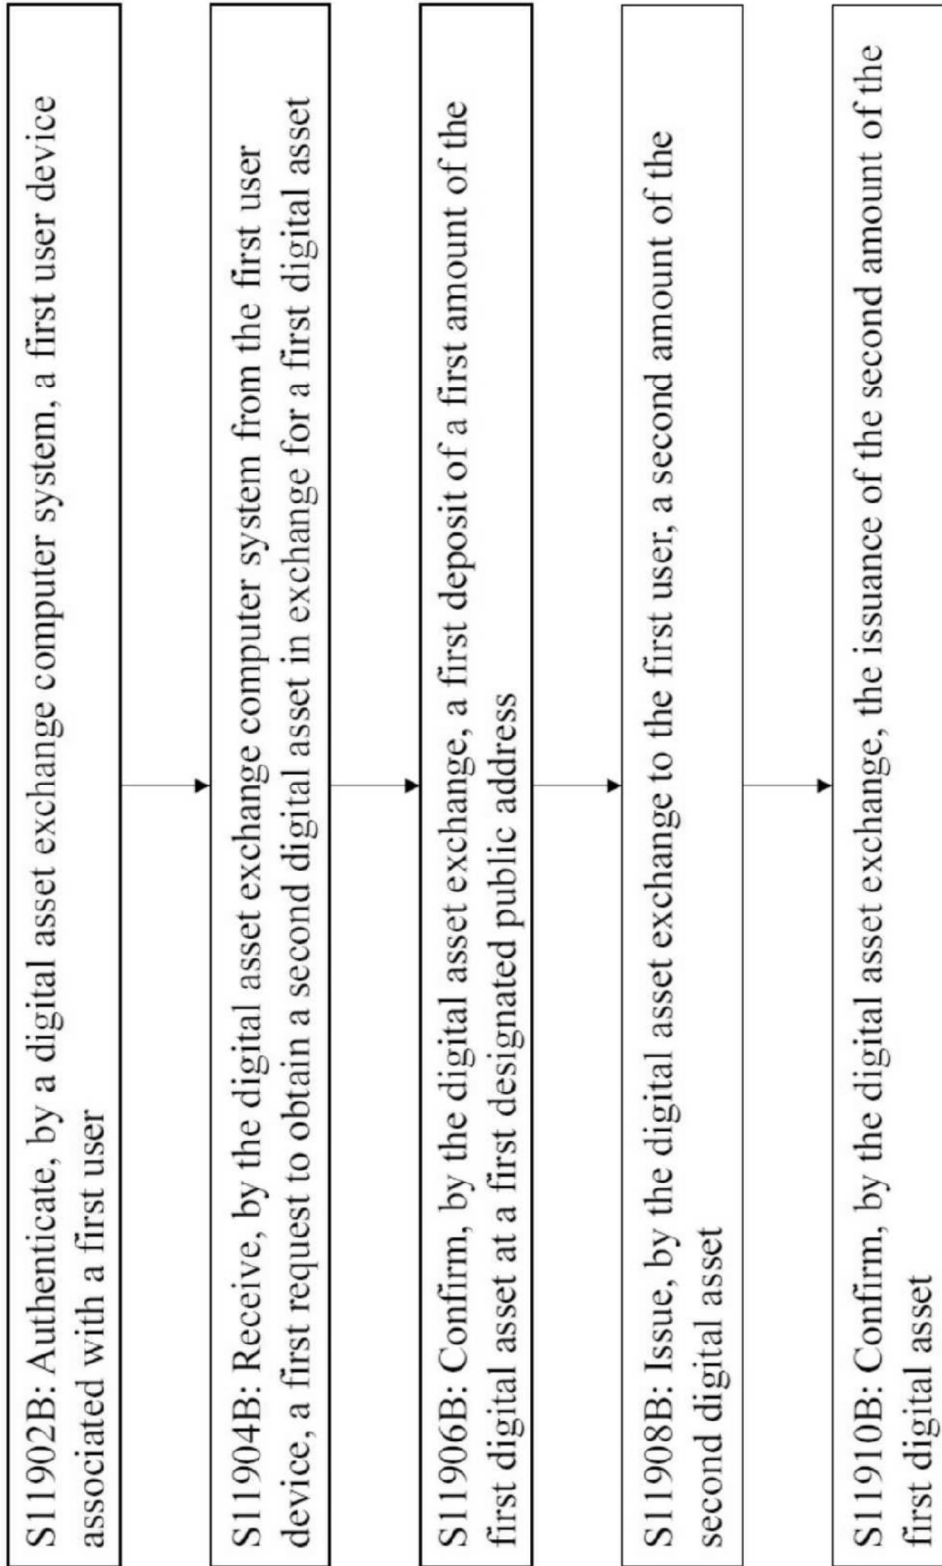 S11902B: Authenticate, by a digital asset exchange computer system, a first user device
associated with a first user
S11904B: Receive, by the digital asset exchange computer system from the first user
device, a first request to obtain a second digital asset in exchange for a first digital asset
S11906B: Confirm, by the digital asset exchange, a first deposit of a first amount of the
first digital asset at a first designated public address
S11908B: Issue, by the digital asset exchange to the first user, a second amount of the
second digital asset
S11910B: Confirm, by the digital asset exchange, the issuance of the second amount of the
first digital asset